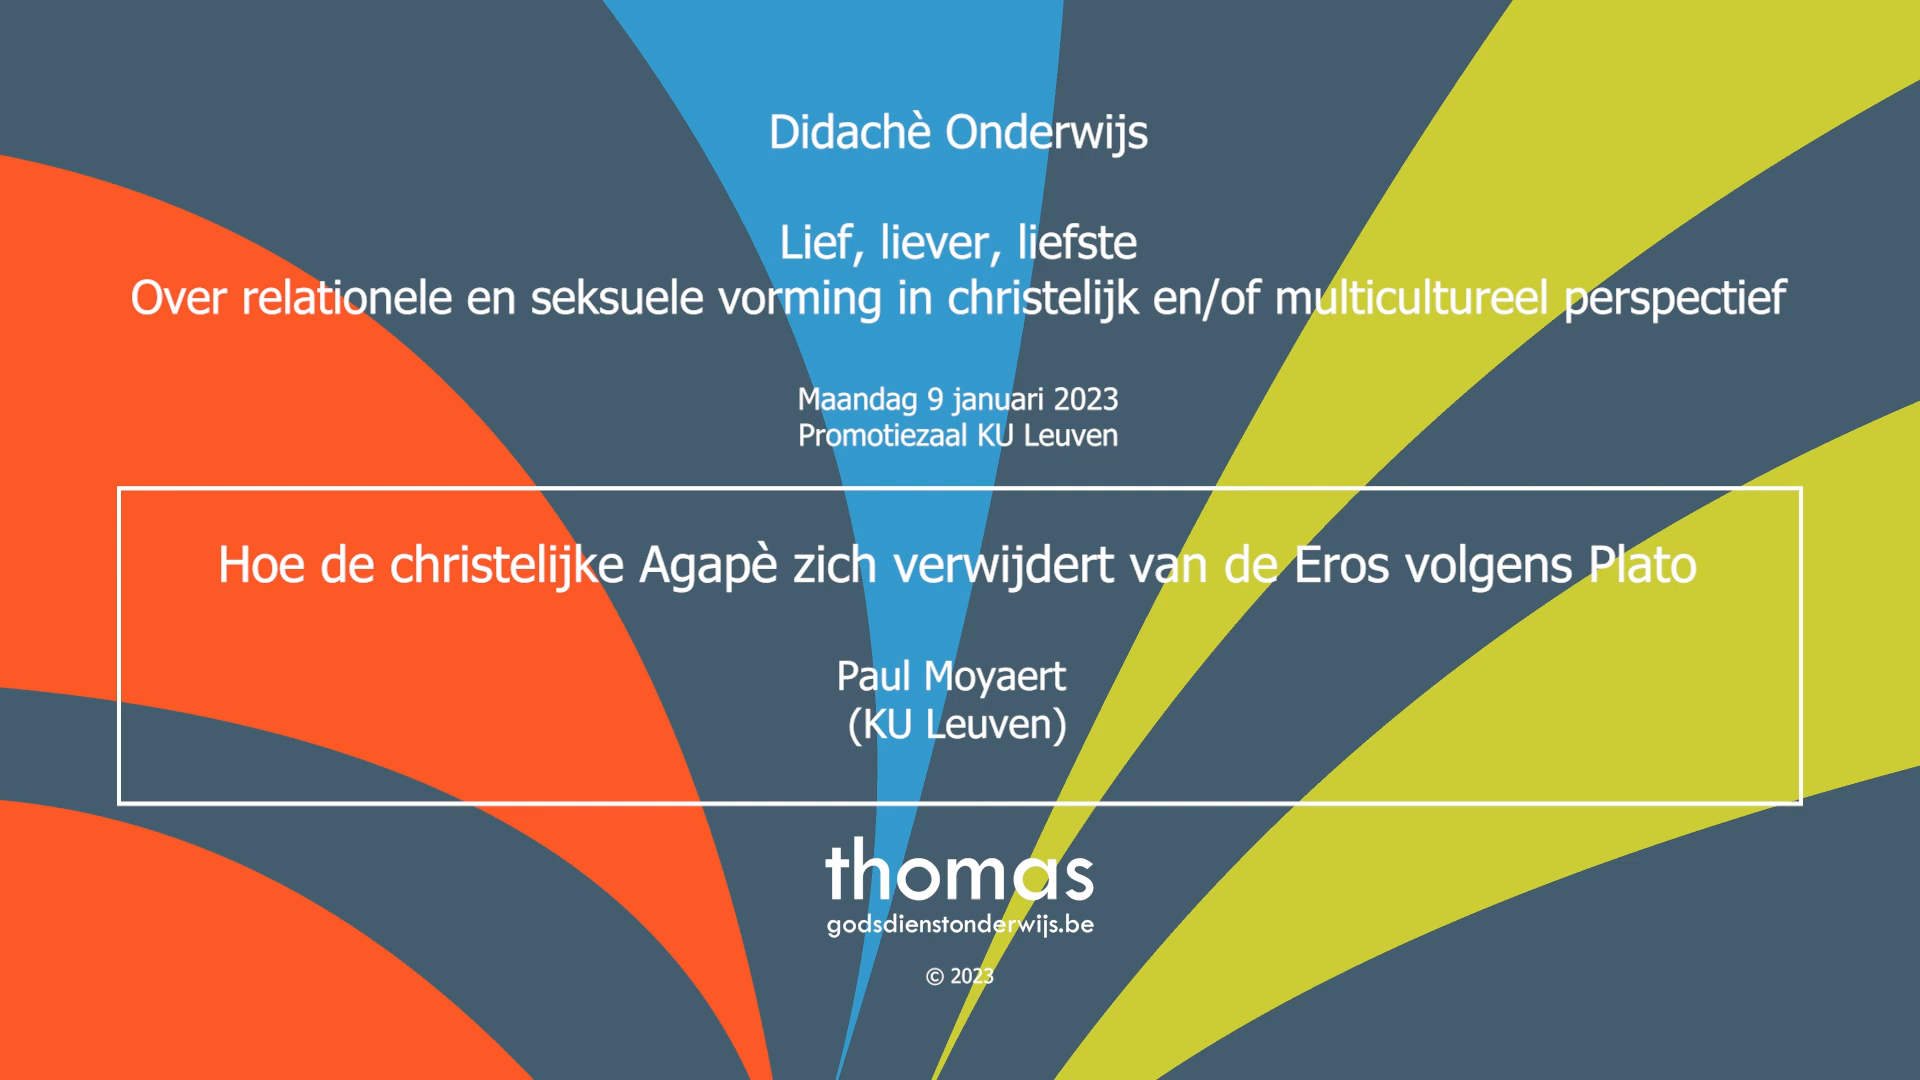 Didachè Onderwijs
Lief, liever, liefste
Over relationele en seksuele vorming in christelijk en/of multicultureel perspectief
Maandag 9 januari 2023
Promotiezaal KU Leuven
Hoe de christelijke Agapè zich verwijdert van de Eros volgens Plato
Paul Moyaert
(KU Leuven)
thomas
godsdienstonderwijs.be
© 2023